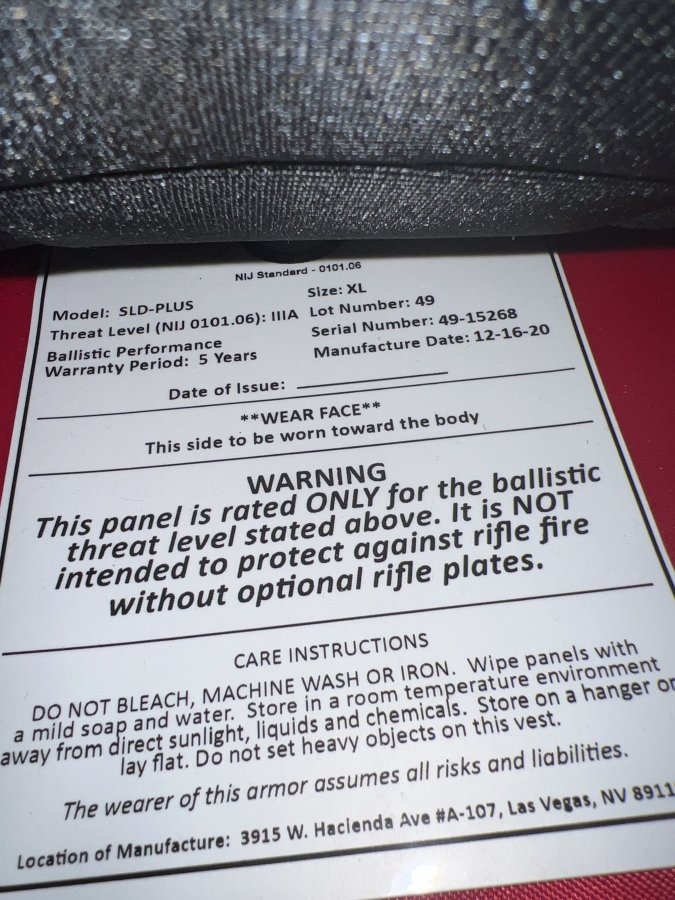 NIJ Standard - 0101.06
Model: SLD-PLUS
Size: XL
Threat Level (NIJ 0101.06): IIIA
Lot Number: 49
Ballistic Performance
Warranty Period: 5 Years
Serial Number: 49-15268
Manufacture Date: 12-16-20
Date of Issue:
**WEAR FACE**
This side to be worn toward the body
WARNING
This panel is rated ONLY for the ballistic
threat level stated above. It is NOT
intended to protect against rifle fire
without optional rifle plates.
CARE INSTRUCTIONS
DO NOT BLEACH, MACHINE WASH OR IRON. Wipe panels with
a mild soap and water. Store in a room temperature environment
away from direct sunlight, liquids and chemicals. Store on a hanger or
lay flat. Do not set heavy objects on this vest.
The wearer of this armor assumes all risks and liabilities.
Location of Manufacture: 3915 W. Hacienda Ave #A-107, Las Vegas, NV 8911